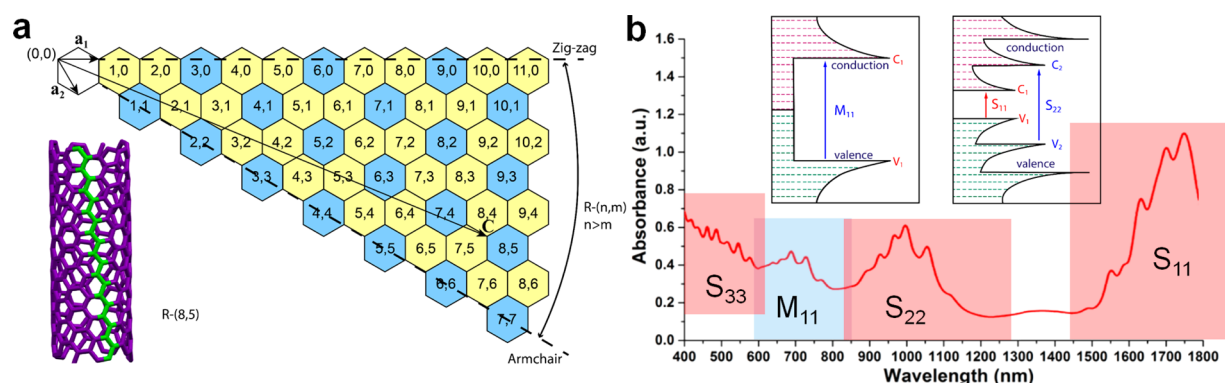 a
a₁
(0,0)
a₂
Zig-zag
1,0 2,0 3,0 4,0 5,0 6,0 7,0 8,0 9,0 10,0 11,0
1,1 2,1 3,1 4,1 5,1 6,1 7,1 8,1 9,1 10,1
2,2 3,2 4,2 5,2 6,2 7,2 8,2 9,2 10,2
3,3 4,3 5,3 6,3 7,3 8,3 9,3
4,4 5,4 6,4 7,4 8,4 9,4
C
5,5 6,5 7,5 8,5
6,6 7,6 8,6
7,7
R-(n,m)
n>m
Armchair
R-(8,5)
b
C₁
conduction
M₁₁
valence
V₁
conduction
C₂
C₁
S₁₁
S₂₂
V₁
V₂
valence
Absorbance (a.u.)
1.6
1.4
1.2
1.0
0.8
0.6
0.4
0.2
0.0
S₃₃
M₁₁
S₂₂
S₁₁
400 500 600 700 800 900 1000 1100 1200 1300 1400 1500 1600 1700 1800
Wavelength (nm)